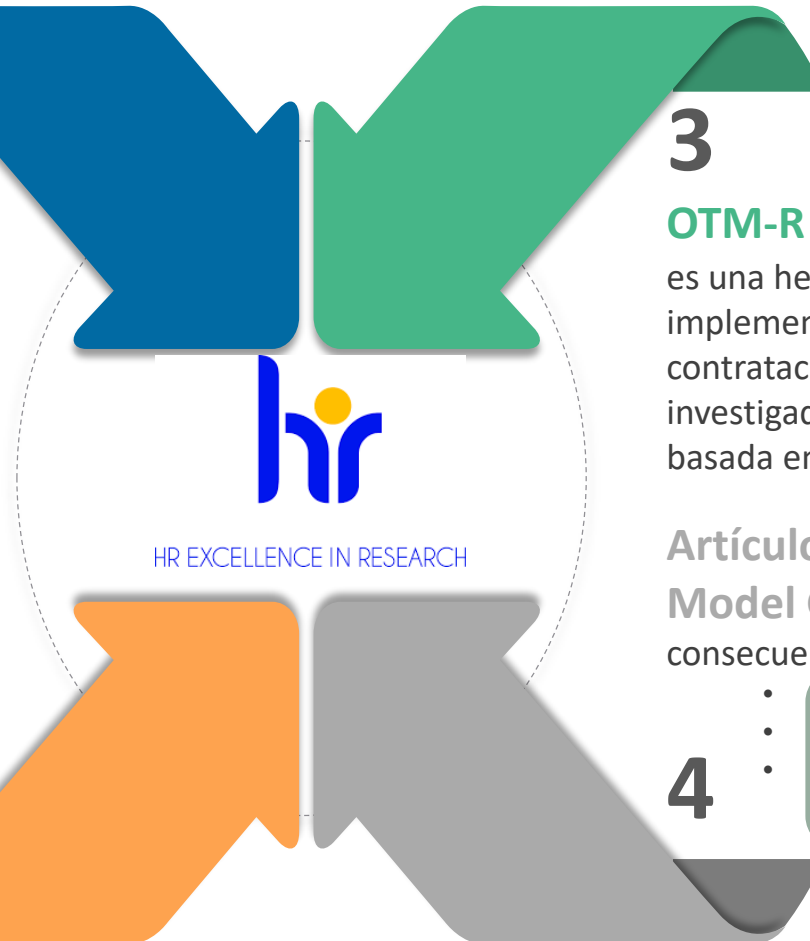 3
OTM-R
es una he
implemen
contratac
investigad
basada en
hr
HR EXCELLENCE IN RESEARCH
Artículo
Model
consecue
4